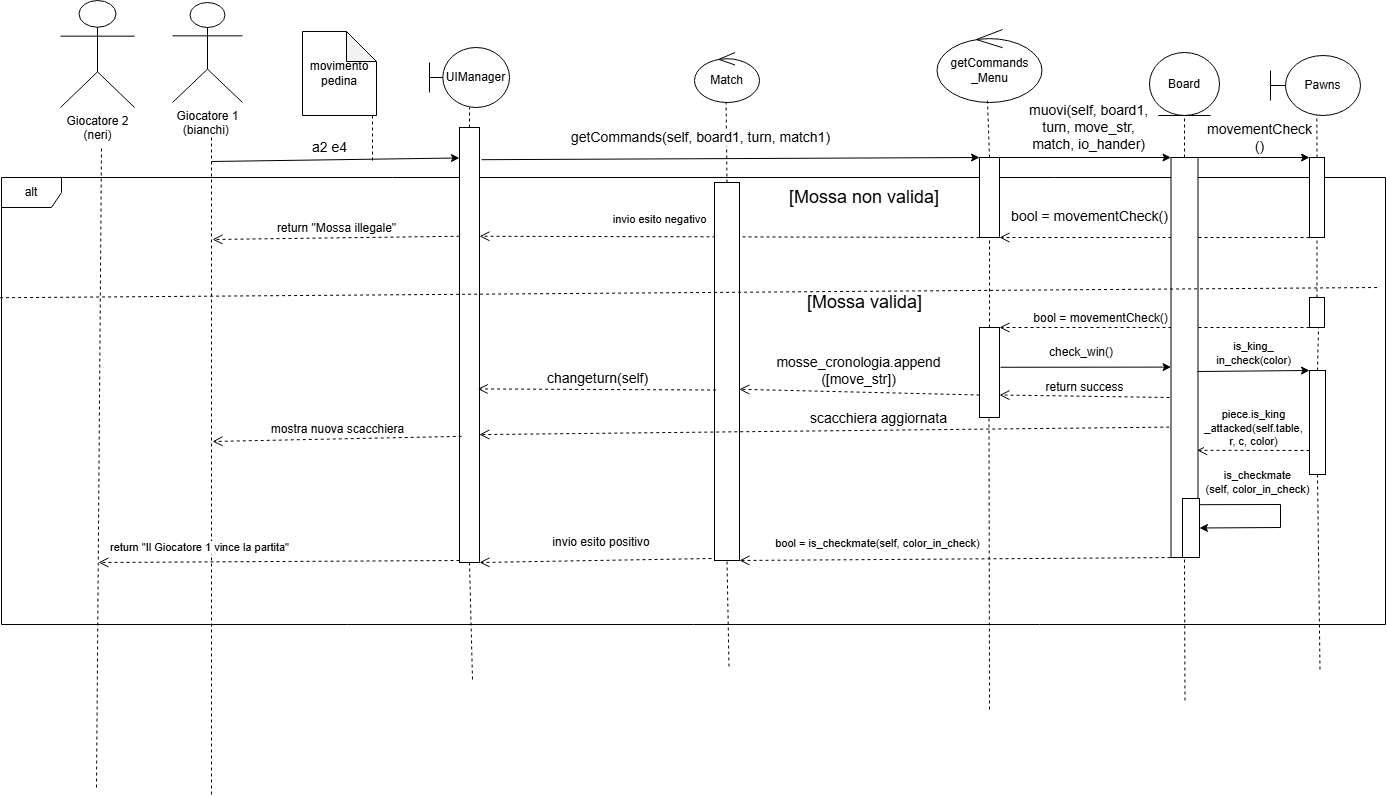 Giocatore 2
(neri)
Giocatore 1
(bianchi)
movimento
pedina
UIManager
Match
getCommands
_Menu
Board
Pawns
a2 e4
getCommands(self, board1, turn, match1)
muovi(self, board1,
turn, move_str,
match, io_hander)
movementCheck
()
alt
[Mossa non valida]
return "Mossa illegale"
invio esito negativo
bool = movementCheck()
[Mossa valida]
bool = movementCheck()
check_win()
is_king_
in_check(color)
mosse_cronologia.append
([move_str])
changeturn(self)
return success
scacchiera aggiornata
mostra nuova scacchiera
piece.is_king
_attacked(self.table,
r, c, color)
is_checkmate
(self, color_in_check)
return "Il Giocatore 1 vince la partita"
invio esito positivo
bool = is_checkmate(self, color_in_check)